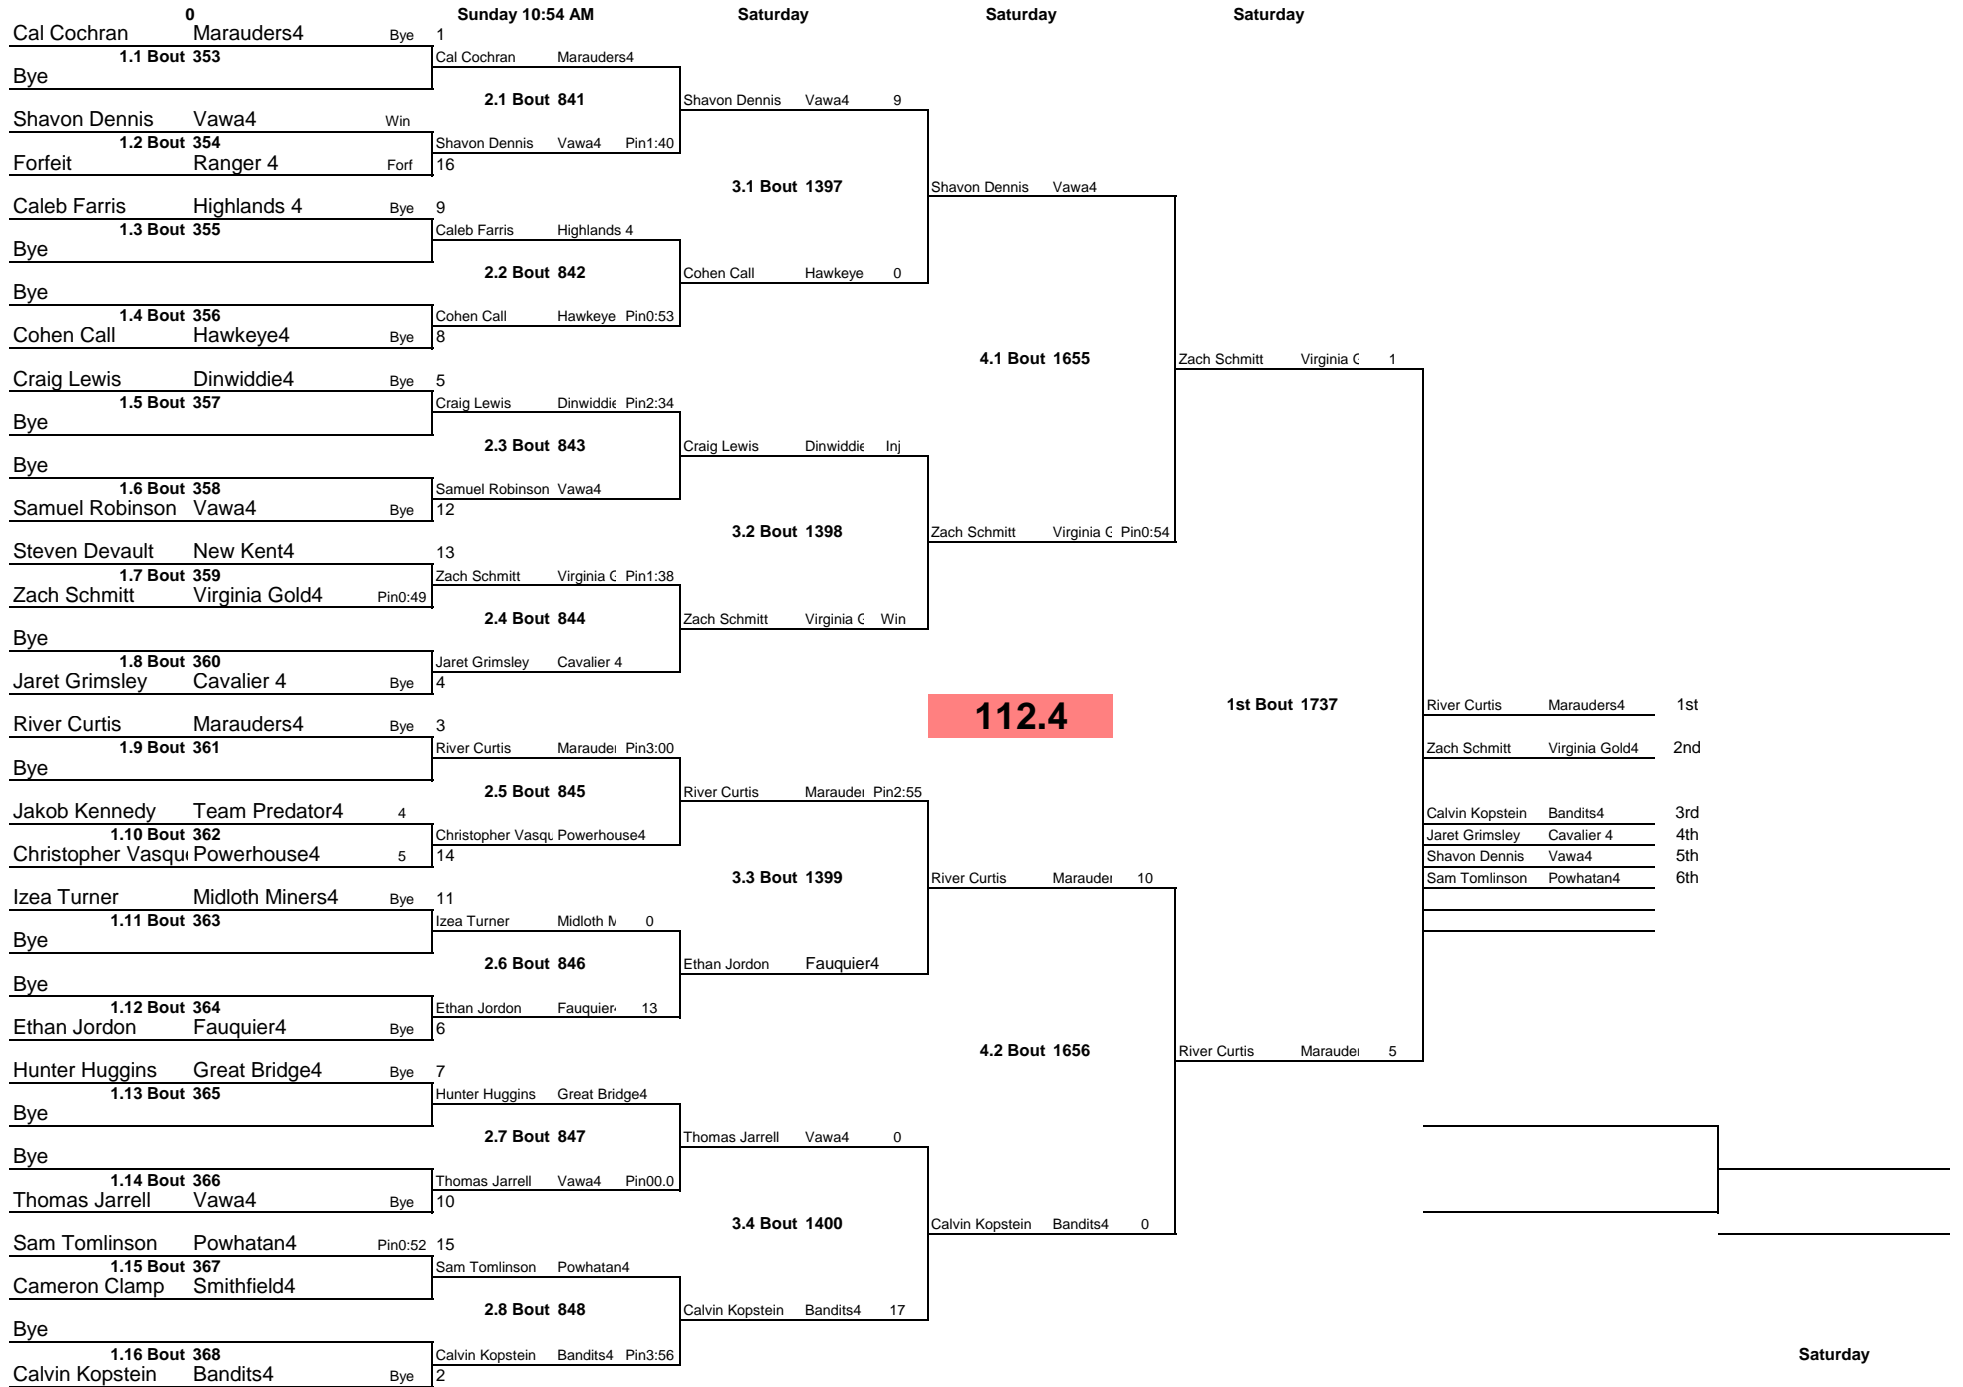 0 Sunday 10:54 AM Saturday Saturday Saturday
Cal Cochran Marauders4 Bye 1
1.1 Bout 353 Cal Cochran Marauders4
Bye
2.1 Bout 841 Shavon Dennis Vawa4 9
Shavon Dennis Vawa4 Win
1.2 Bout 354 Shavon Dennis Vawa4 Pin1:40
Forfeit Ranger 4 Forf 16
3.1 Bout 1397 Shavon Dennis Vawa4
Caleb Farris Highlands 4 Bye 9
1.3 Bout 355 Caleb Farris Highlands 4
Bye
2.2 Bout 842 Cohen Call Hawkeye 0
Bye
1.4 Bout 356 Cohen Call Hawkeye Pin0:53
Cohen Call Hawkeye4 Bye 8
4.1 Bout 1655 Zach Schmitt Virginia G 1
Craig Lewis Dinwiddie4 Bye 5
1.5 Bout 357 Craig Lewis Dinwiddie Pin2:34
Bye
2.3 Bout 843 Craig Lewis Dinwiddie Inj
Bye
1.6 Bout 358 Samuel Robinson Vawa4
Samuel Robinson Vawa4 Bye 12
3.2 Bout 1398 Zach Schmitt Virginia G Pin0:54
Steven Devault New Kent4 13
1.7 Bout 359 Zach Schmitt Virginia G Pin1:38
Zach Schmitt Virginia Gold4 Pin0:49
2.4 Bout 844 Zach Schmitt Virginia G Win
Bye
1.8 Bout 360 Jaret Grimsley Cavalier 4
Jaret Grimsley Cavalier 4 Bye 4
112.4 1st Bout 1737 River Curtis Marauders4 1st
River Curtis Marauders4 Bye 3
1.9 Bout 361 River Curtis Marauder Pin3:00 Zach Schmitt Virginia Gold4 2nd
Bye
2.5 Bout 845 River Curtis Marauder Pin2:55
Jakob Kennedy Team Predator4 4 Calvin Kopstein Bandits4 3rd
1.10 Bout 362 Christopher Vasqu Powerhouse4 Jaret Grimsley Cavalier 4 4th
Christopher Vasque Powerhouse4 5 14 Shavon Dennis Vawa4 5th
3.3 Bout 1399 River Curtis Marauder 10 Sam Tomlinson Powhatan4 6th
Izea Turner Midloth Miners4 Bye 11
1.11 Bout 363 Izea Turner Midloth M 0
Bye
2.6 Bout 846 Ethan Jordon Fauquier4
Bye
1.12 Bout 364 Ethan Jordon Fauquier 13
Ethan Jordon Fauquier4 Bye 6
4.2 Bout 1656 River Curtis Marauder 5
Hunter Huggins Great Bridge4 Bye 7
1.13 Bout 365 Hunter Huggins Great Bridge4
Bye
2.7 Bout 847 Thomas Jarrell Vawa4 0
Bye
1.14 Bout 366 Thomas Jarrell Vawa4 Pin00.0
Thomas Jarrell Vawa4 Bye 10
3.4 Bout 1400 Calvin Kopstein Bandits4 0
Sam Tomlinson Powhatan4 Pin0:52 15
1.15 Bout 367 Sam Tomlinson Powhatan4
Cameron Clamp Smithfield4
2.8 Bout 848 Calvin Kopstein Bandits4 17
Bye
1.16 Bout 368 Calvin Kopstein Bandits4 Pin3:56 Saturday
Calvin Kopstein Bandits4 Bye 2